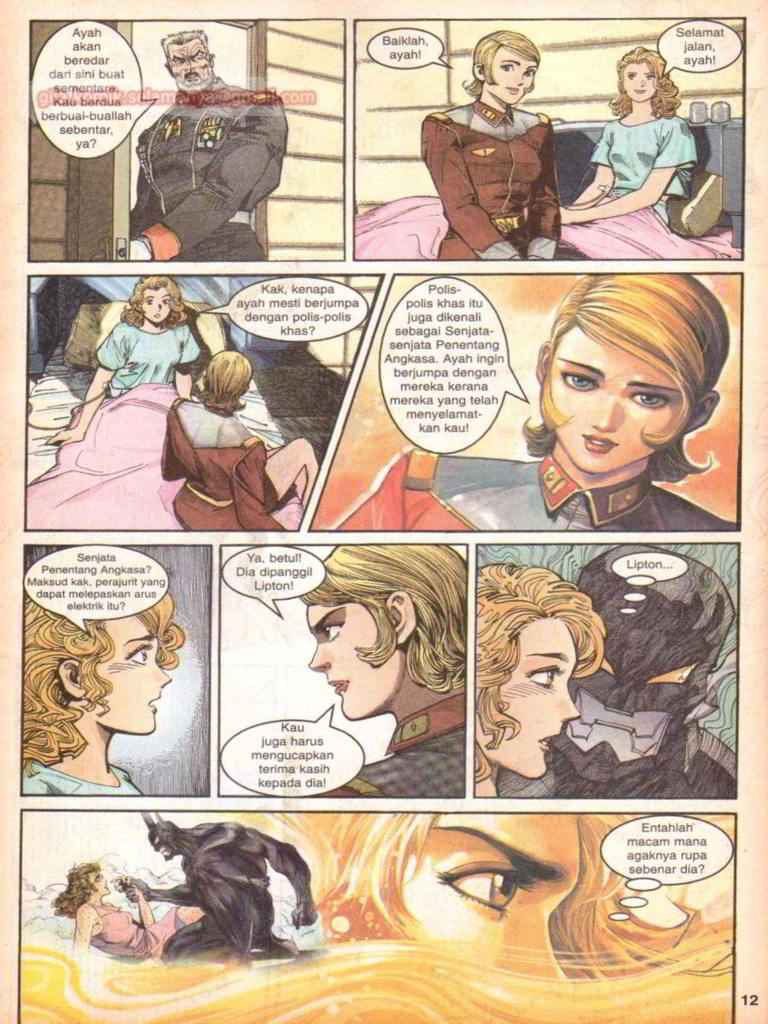 Ayah
akan
beredar
dari sini buat
sementara.
Kau berdua
berbual-buallah
sebentar,
ya?
Baiklah,
ayah!
Selamat
jalan,
ayah!
Kak, kenapa
ayah mesti berjumpa
dengan polis-polis
khas?
Polis-
polis khas itu
juga dikenali
sebagai Senjata-
senjata Penentang
Angkasa. Ayah ingin
berjumpa dengan
mereka kerana
mereka yang telah
menyelamat-
kan kau!
Senjata
Penentang Angkasa?
Maksud kak, perajurit yang
dapat melepaskan arus
elektrik itu?
Ya, betul!
Dia dipanggil
Lipton!
Kau
juga harus
mengucapkan
terima kasih
kepada dia!
Lipton...
Entahlah
macam mana
agaknya rupa
sebenar dia?
12